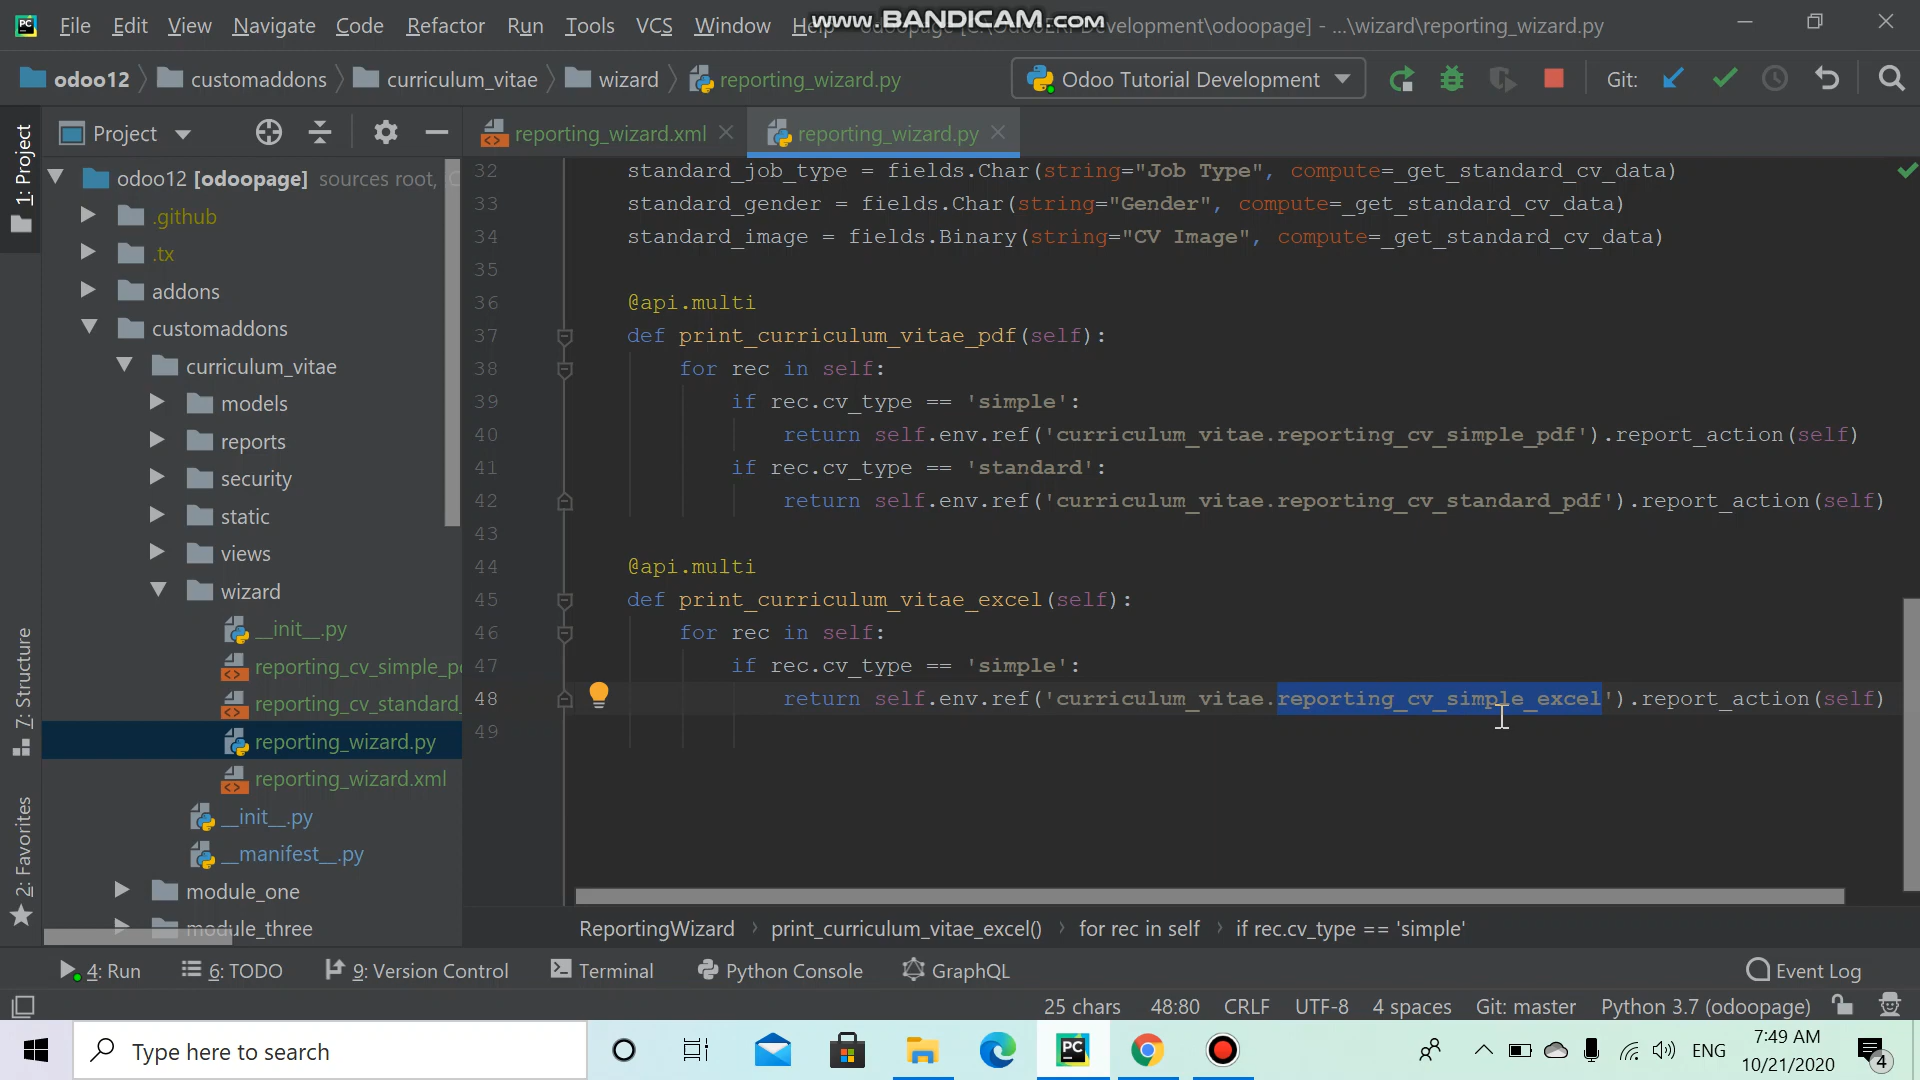 File Edit View Navigate Code Refactor Run Tools VCS Window Help www.BANDICAM.com Development\odoopage] - ...\wizard\reporting_wizard.py
odoo12 customaddons curriculum_vitae wizard reporting_wizard.py Odoo Tutorial Development Git:
1: Project
Project
reporting_wizard.xml reporting_wizard.py
odoo12 [odoopage] sources root,
.github
.tx
addons
customaddons
curriculum_vitae
models
reports
security
static
views
wizard
__init__.py
reporting_cv_simple_p
reporting_cv_standard_
reporting_wizard.py
reporting_wizard.xml
__init__.py
__manifest__.py
module_one
module_three
7: Structure
2: Favorites
32 standard_job_type = fields.Char(string="Job Type", compute=_get_standard_cv_data)
33 standard_gender = fields.Char(string="Gender", compute=_get_standard_cv_data)
34 standard_image = fields.Binary(string="CV Image", compute=_get_standard_cv_data)
35
36 @api.multi
37 def print_curriculum_vitae_pdf(self):
38 for rec in self:
39 if rec.cv_type == 'simple':
40 return self.env.ref('curriculum_vitae.reporting_cv_simple_pdf').report_action(self)
41 if rec.cv_type == 'standard':
42 return self.env.ref('curriculum_vitae.reporting_cv_standard_pdf').report_action(self)
43
44 @api.multi
45 def print_curriculum_vitae_excel(self):
46 for rec in self:
47 if rec.cv_type == 'simple':
48 return self.env.ref('curriculum_vitae.reporting_cv_simple_excel').report_action(self)
49
ReportingWizard print_curriculum_vitae_excel() for rec in self if rec.cv_type == 'simple'
4: Run 6: TODO 9: Version Control Terminal Python Console GraphQL Event Log
25 chars 48:80 CRLF UTF-8 4 spaces Git: master Python 3.7 (odoopage)
Type here to search
PC
ENG
7:49 AM
10/21/2020
4